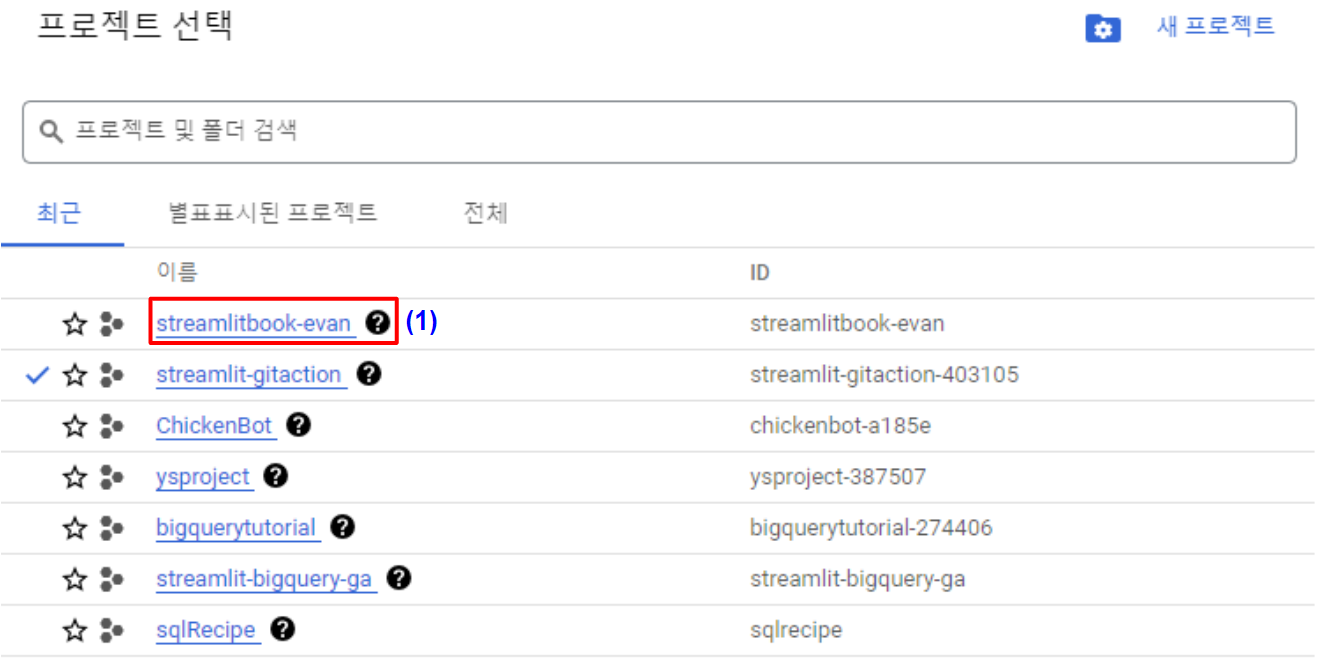 프로젝트 선택 새 프로젝트
프로젝트 및 폴더 검색
최근 별표표시된 프로젝트 전체
이름 ID
streamlitbook-evan (1) streamlitbook-evan
streamlit-gitaction streamlit-gitaction-403105
ChickenBot chickenbot-a185e
ysproject ysproject-387507
bigquerytutorial bigquerytutorial-274406
streamlit-bigquery-ga streamlit-bigquery-ga
sqlRecipe sqlrecipe